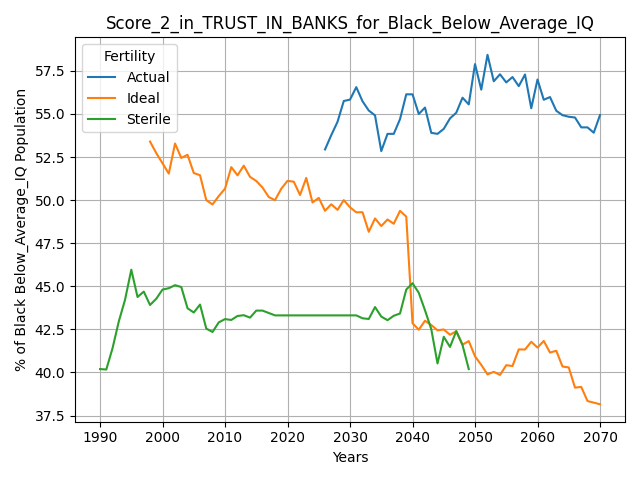 Score_2_in_TRUST_IN_BANKS_for_Black_Below_Average_IQ
Fertility
Actual
Ideal
Sterile
% of Black Below_Average_IQ Population
57.5
55.0
52.5
50.0
47.5
45.0
42.5
40.0
37.5
1990 2000 2010 2020 2030 2040 2050 2060 2070
Years